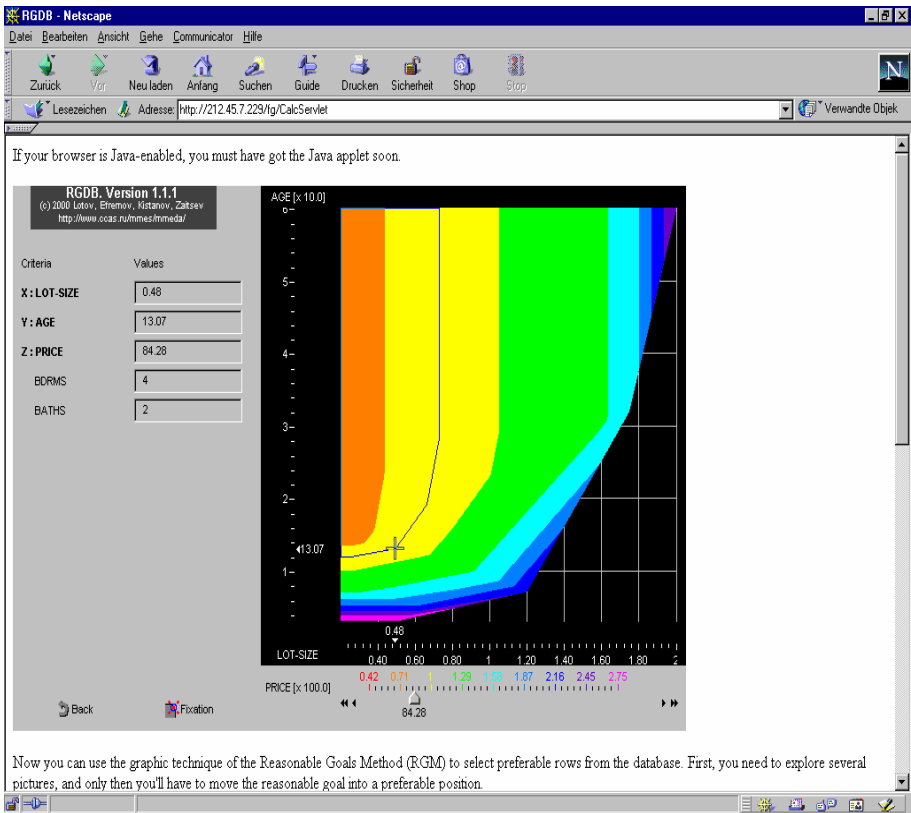 RGDB - Netscape
Datei Bearbeiten Ansicht Gehe Communicator Hilfe
Zurück Vor Neu laden Anfang Suchen Guide Drucken Sicherheit Shop Stop
N
Lesezeichen Adresse: http://212.45.7.229/fg/CalcServlet Verwandte Objek
If your browser is Java-enabled, you must have got the Java applet soon.
RGDB. Version 1.1.1
(c) 2000 Lotov, Efremov, Kistanov, Zaitsev
http://www.ccas.ru/mmes/mmeda/
Criteria Values
X : LOT-SIZE 0.48
Y : AGE 13.07
Z : PRICE 84.28
BDRMS 4
BATHS 2
AGE [x 10.0]
6
5
4
3
2
13.07
1
0.48
LOT-SIZE 0.40 0.60 0.80 1 1.20 1.40 1.60 1.80 2
PRICE [x 100.0] 0.42 0.71 1 1.29 1.58 1.87 2.16 2.45 2.75
84.28
Back Fixation
Now you can use the graphic technique of the Reasonable Goals Method (RGM) to select preferable rows from the database. First, you need to explore several
pictures, and only then you'll have to move the reasonable goal into a preferable position.